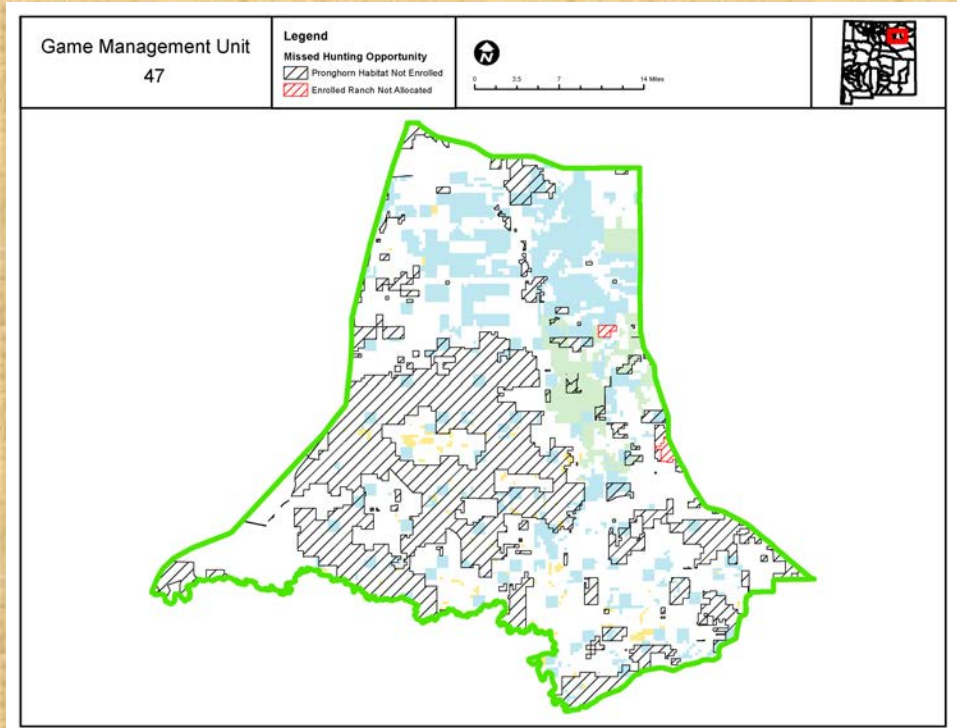 Game Management Unit
47
Legend
Missed Hunting Opportunity
Pronghorn Habitat Not Enrolled
Enrolled Ranch Not Allocated
N
0 3.5 7 14 Miles